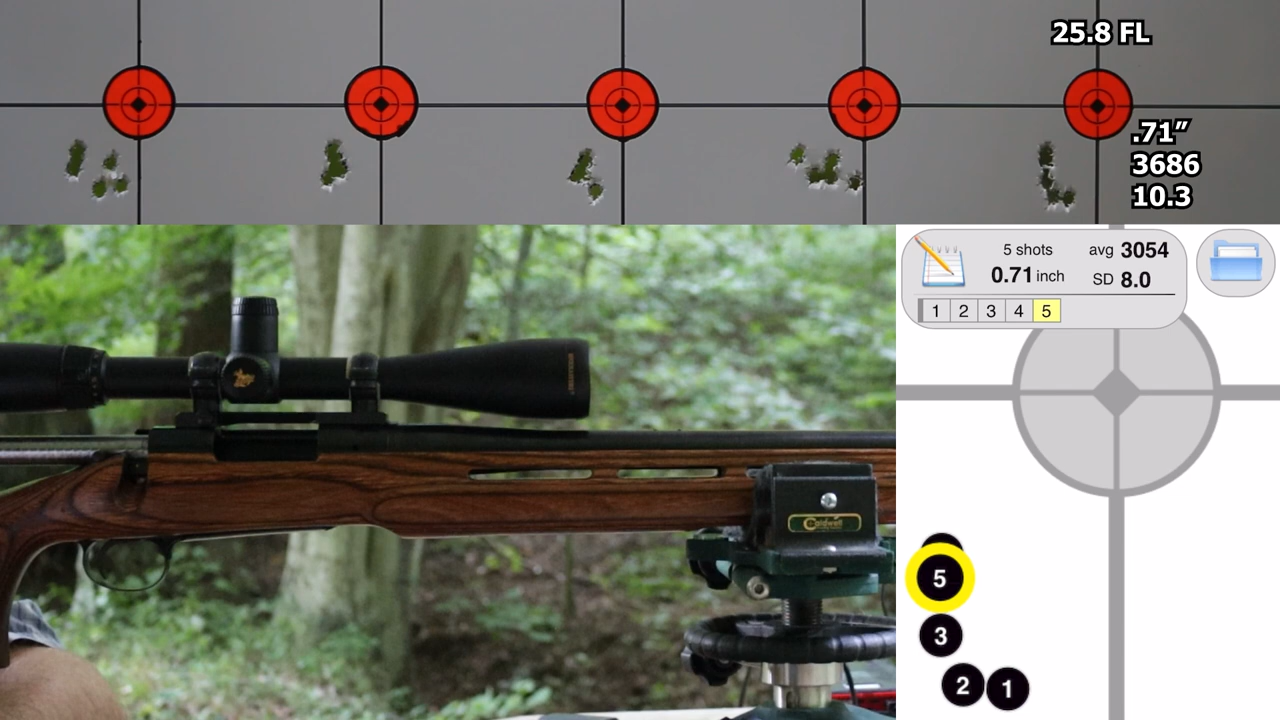 25.8 FL
.71″
3686
10.3
5 shots
avg 3054
0.71 inch
SD 8.0
1 2 3 4 5
Caldwell
5
3
2
1